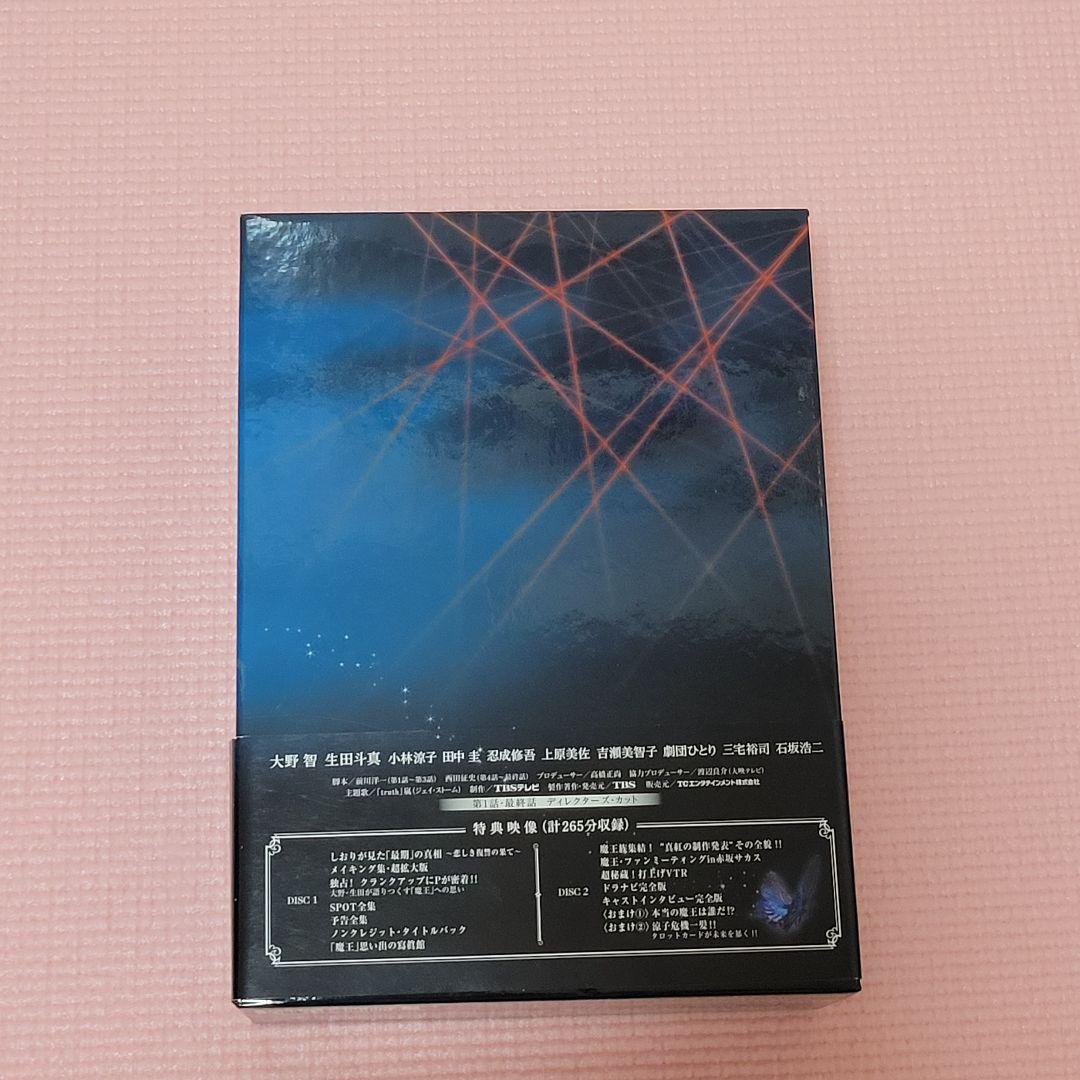 大野 智 生田斗真 小林涼子 田中 圭 忍成修吾 上原美佐 吉瀬美智子 劇団ひとり 三宅裕司 石坂浩二
脚本/前川洋一(第1話~第3話) 西田征史(第4話~最終話) プロデューサー/高橋正尚 協力プロデューサー/渡辺良介(大映テレビ)
主題歌/「truth」嵐(ジェイ・ストーム) 制作/TBSテレビ 製作著作・発売元/TBS 販売元/TCエンタテインメント株式会社
第1話・最終話 ディレクターズ・カット
特典映像(計265分収録)
DISC 1
しおりが見た「最期」の真相 ~悲しき復讐の果て~
メイキング集・超拡大版
独占! クランクアップにPが密着!!
大野・生田が語りつくす「魔王」への思い
SPOT全集
予告全集
ノンクレジット・タイトルバック
「魔王」思い出の寫眞館
DISC 2
魔王族集結! "真紅の制作発表"その全貌!!
魔王・ファンミーティングin赤坂サカス
超秘蔵!打上げVTR
ドラナビ完全版
キャストインタビュー完全版
〈おまけ①〉本当の魔王は誰だ!?
〈おまけ②〉涼子危機一髪!!
タロットカードが未来を暴く!!